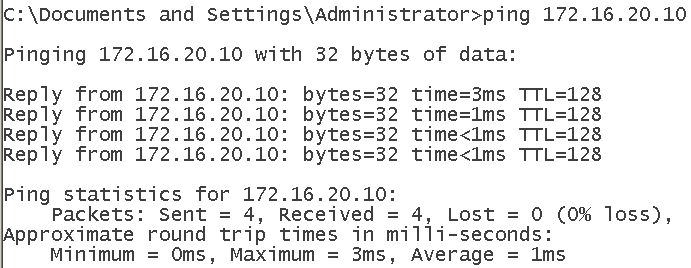 C:\Documents and Settings\Administrator>ping 172.16.20.10
Pinging 172.16.20.10 with 32 bytes of data:
Reply from 172.16.20.10: bytes=32 time=3ms TTL=128
Reply from 172.16.20.10: bytes=32 time=1ms TTL=128
Reply from 172.16.20.10: bytes=32 time<1ms TTL=128
Reply from 172.16.20.10: bytes=32 time<1ms TTL=128
Ping statistics for 172.16.20.10:
    Packets: Sent = 4, Received = 4, Lost = 0 (0% loss),
Approximate round trip times in milli-seconds:
    Minimum = 0ms, Maximum = 3ms, Average = 1ms